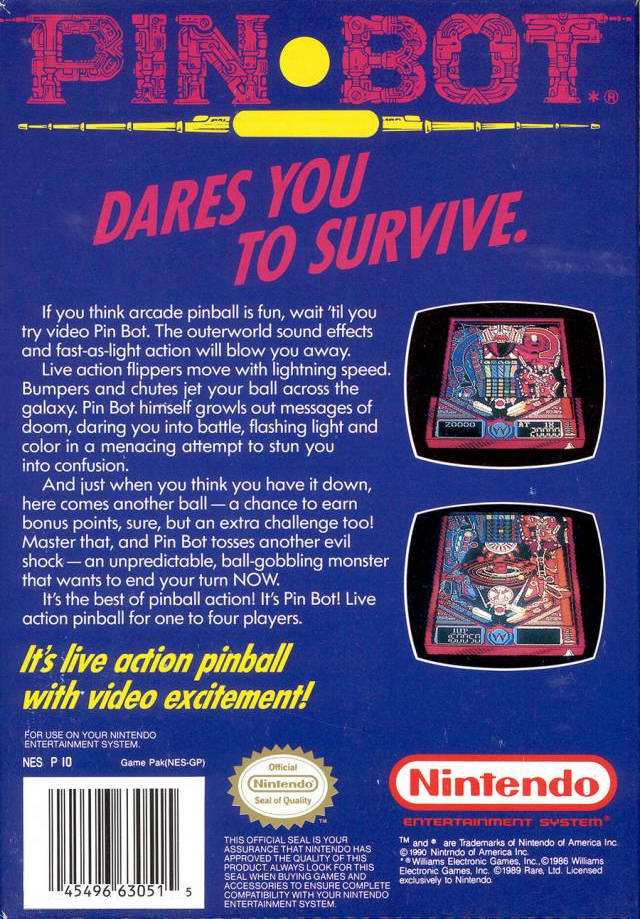 PIN•BOT*®
DARES YOU
TO SURVIVE.
If you think arcade pinball is fun, wait 'til you
try video Pin Bot. The outerworld sound effects
and fast-as-light action will blow you away.
Live action flippers move with lightning speed.
Bumpers and chutes jet your ball across the
galaxy. Pin Bot himself growls out messages of
doom, daring you into battle, flashing light and
color in a menacing attempt to stun you
into confusion.
And just when you think you have it down,
here comes another ball — a chance to earn
bonus points, sure, but an extra challenge too!
Master that, and Pin Bot tosses another evil
shock — an unpredictable, ball-gobbling monster
that wants to end your turn NOW.
It's the best of pinball action! It's Pin Bot! Live
action pinball for one to four players.
20000
AT 1X
20000
1UP
It's live action pinball
with video excitement!
FOR USE ON YOUR NINTENDO
ENTERTAINMENT SYSTEM.
NES P 10 Game Pak(NES-GP)
45496 63051 5
Official
Nintendo
Seal of Quality
TM
THIS OFFICIAL SEAL IS YOUR
ASSURANCE THAT NINTENDO HAS
APPROVED THE QUALITY OF THIS
PRODUCT. ALWAYS LOOK FOR THIS
SEAL WHEN BUYING GAMES AND
ACCESSORIES TO ENSURE COMPLETE
COMPATIBILITY WITH YOUR NINTENDO
ENTERTAINMENT SYSTEM.
Nintendo
ENTERTAINMENT SYSTEM®
TM and ® are Trademarks of Nintendo of America Inc.
© 1990 Nintrndo of America Inc.
*® Williams Electronic Games, Inc.,©1986 Williams
Electronic Games, Inc. ©1989 Rare, Ltd. Licensed
exclusively to Nintendo.